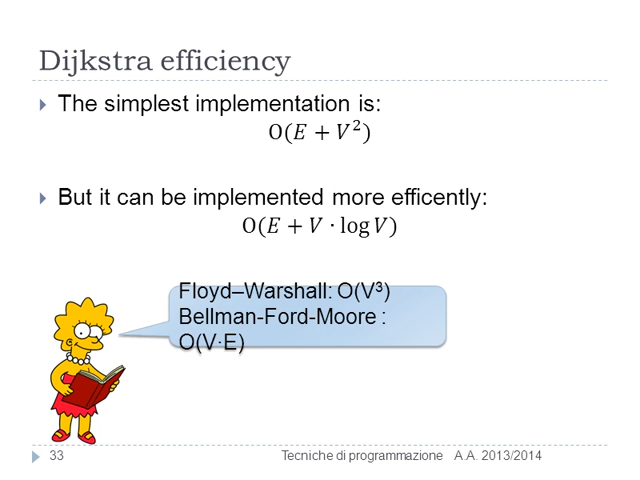 Dijkstra efficiency
The simplest implementation is:
O(𝐸 + 𝑉²)
But it can be implemented more efficently:
O(𝐸 + 𝑉 ∙ log 𝑉)
Floyd–Warshall: O(V³)
Bellman-Ford-Moore :
O(V∙E)
33 Tecniche di programmazione A.A. 2013/2014